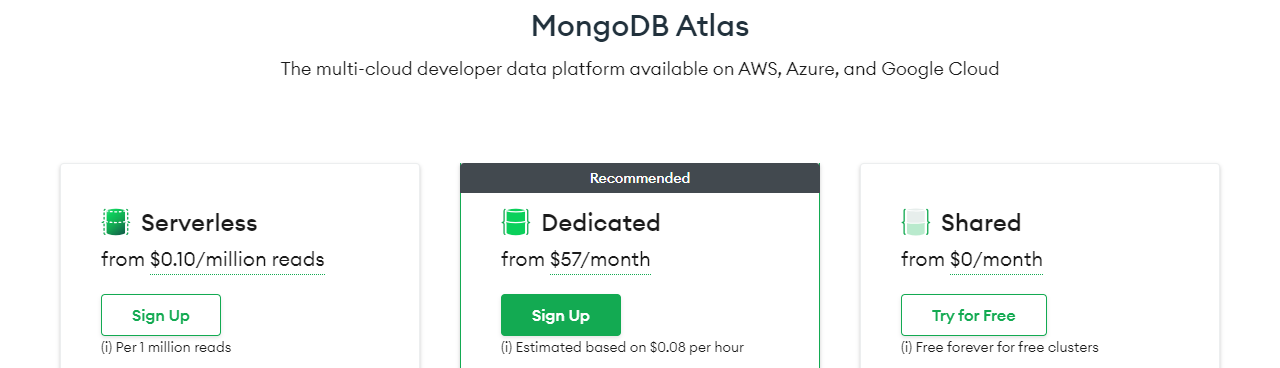 MongoDB Atlas
The multi-cloud developer data platform available on AWS, Azure, and Google Cloud
Serverless
from $0.10/million reads
Sign Up
(i) Per 1 million reads
Recommended
Dedicated
from $57/month
Sign Up
(i) Estimated based on $0.08 per hour
Shared
from $0/month
Try for Free
(i) Free forever for free clusters